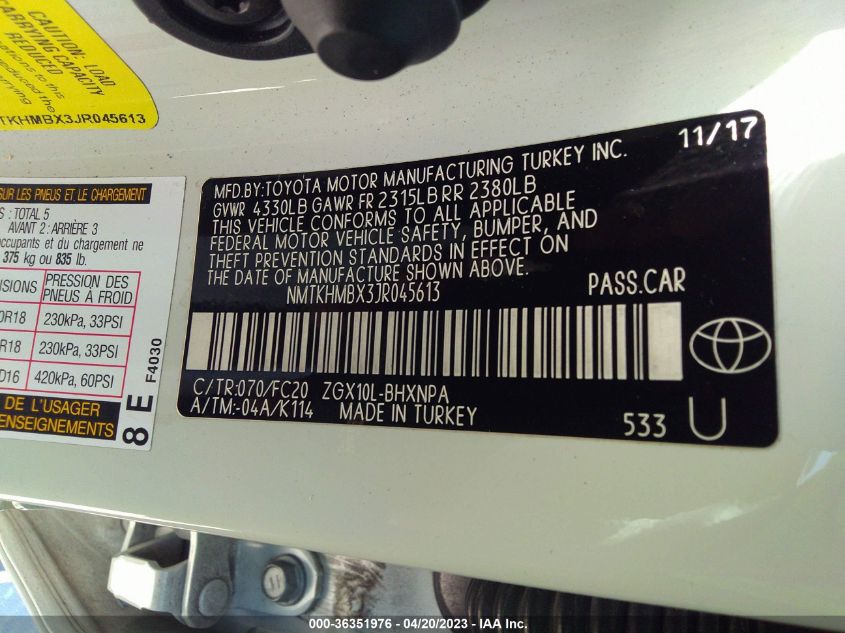 CAUTION: LOAD
CARRYING CAPACITY
REDUCED
TKHMBX3JR045613
SUR LES PNEUS ET LE CHARGEMENT
: TOTAL 5
AVANT 2: ARRIÈRE 3
occupants et du chargement ne
375 kg ou 835 lb.
PRESSION DES
PNEUS À FROID
R18 230kPa, 33PSI
R18 230kPa, 33PSI
D16 420kPa, 60PSI
DE L'USAGER
ENSEIGNEMENTS
8 E F4030
11/17
MFD.BY:TOYOTA MOTOR MANUFACTURING TURKEY INC.
GVWR 4330LB GAWR FR 2315LB RR 2380LB
THIS VEHICLE CONFORMS TO ALL APPLICABLE
FEDERAL MOTOR VEHICLE SAFETY, BUMPER, AND
THEFT PREVENTION STANDARDS IN EFFECT ON
THE DATE OF MANUFACTURE SHOWN ABOVE.
NMTKHMBX3JR045613 PASS.CAR
C/TR:070/FC20 ZGX10L-BHXNPA
A/TM:-04A/K114 MADE IN TURKEY
533 U
000-36351976 - 04/20/2023 - IAA Inc.